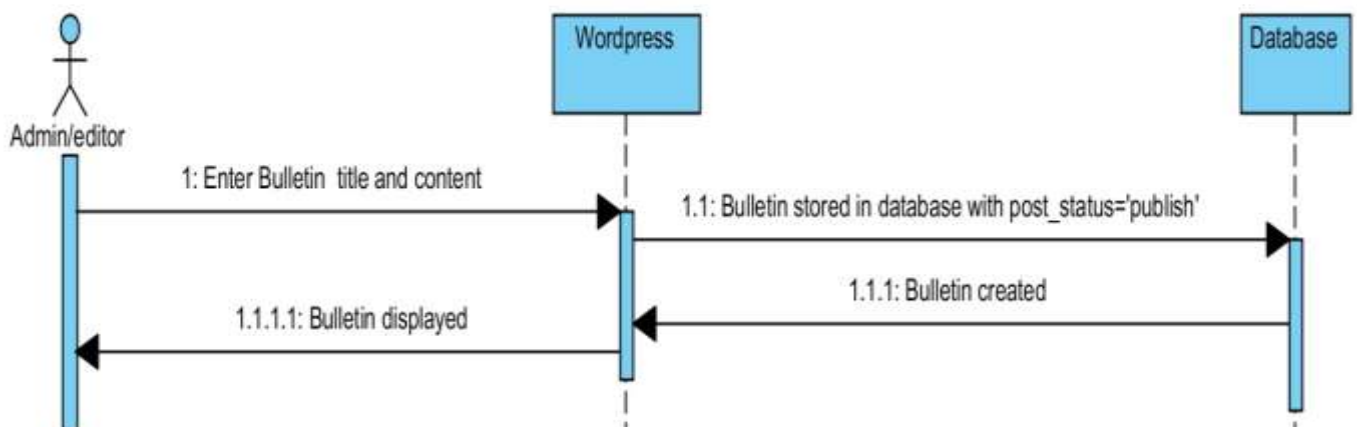 Wordpress
Database
Admin/editor
1: Enter Bulletin  title and content
1.1: Bulletin stored in database with post_status='publish'
1.1.1: Bulletin created
1.1.1.1: Bulletin displayed